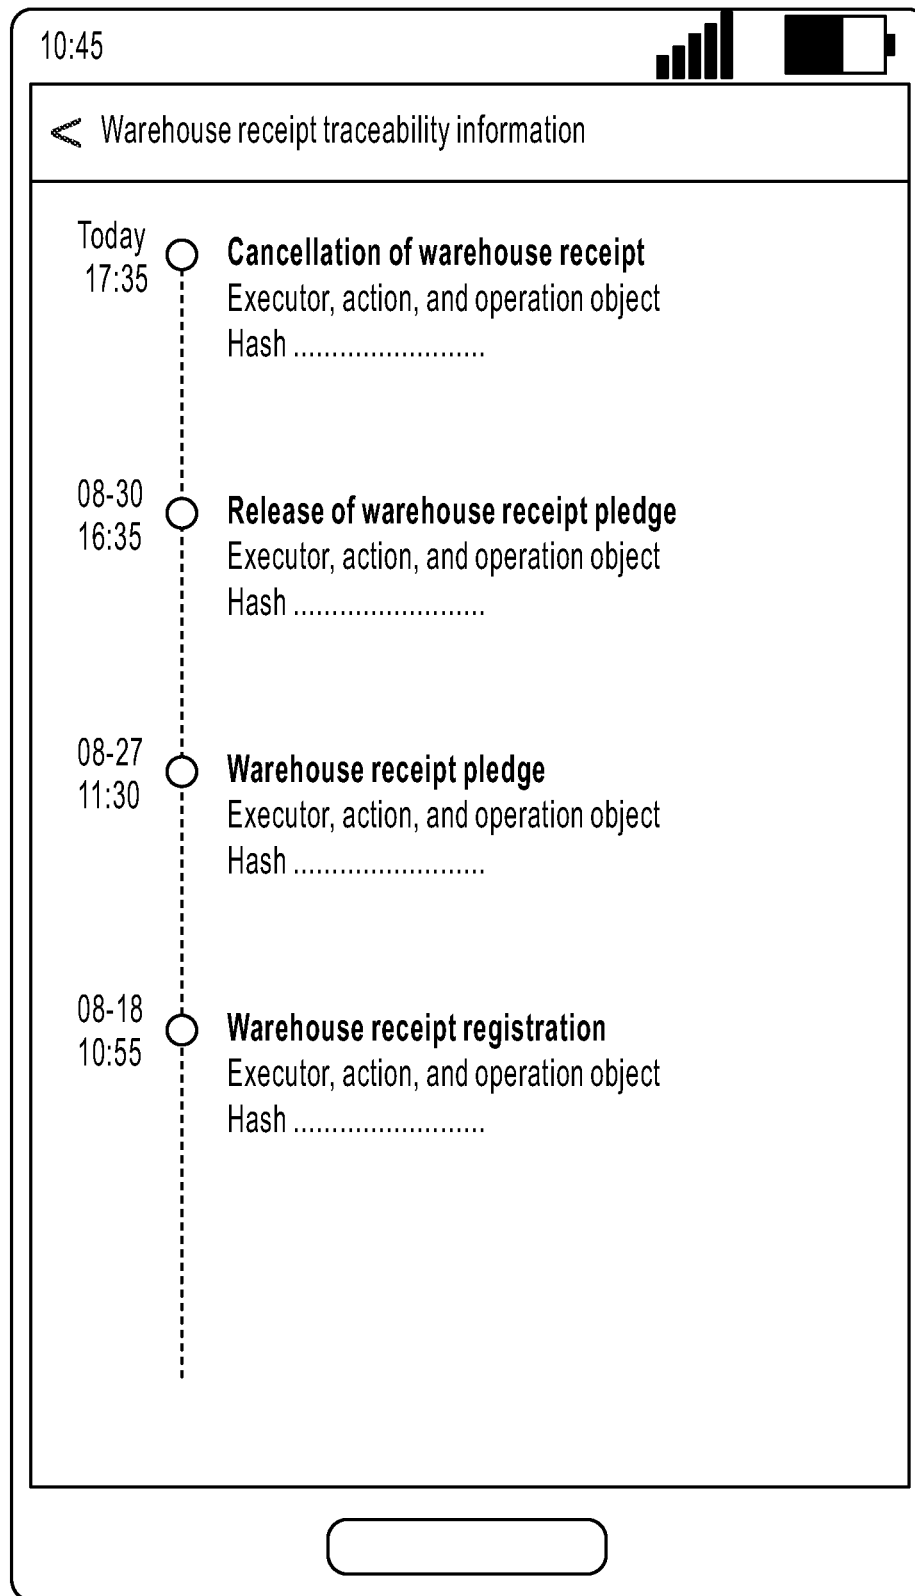 10:45
< Warehouse receipt traceability information
Today
17:35
Cancellation of warehouse receipt
Executor, action, and operation object
Hash .........................
08-30
16:35
Release of warehouse receipt pledge
Executor, action, and operation object
Hash .........................
08-27
11:30
Warehouse receipt pledge
Executor, action, and operation object
Hash .........................
08-18
10:55
Warehouse receipt registration
Executor, action, and operation object
Hash .........................